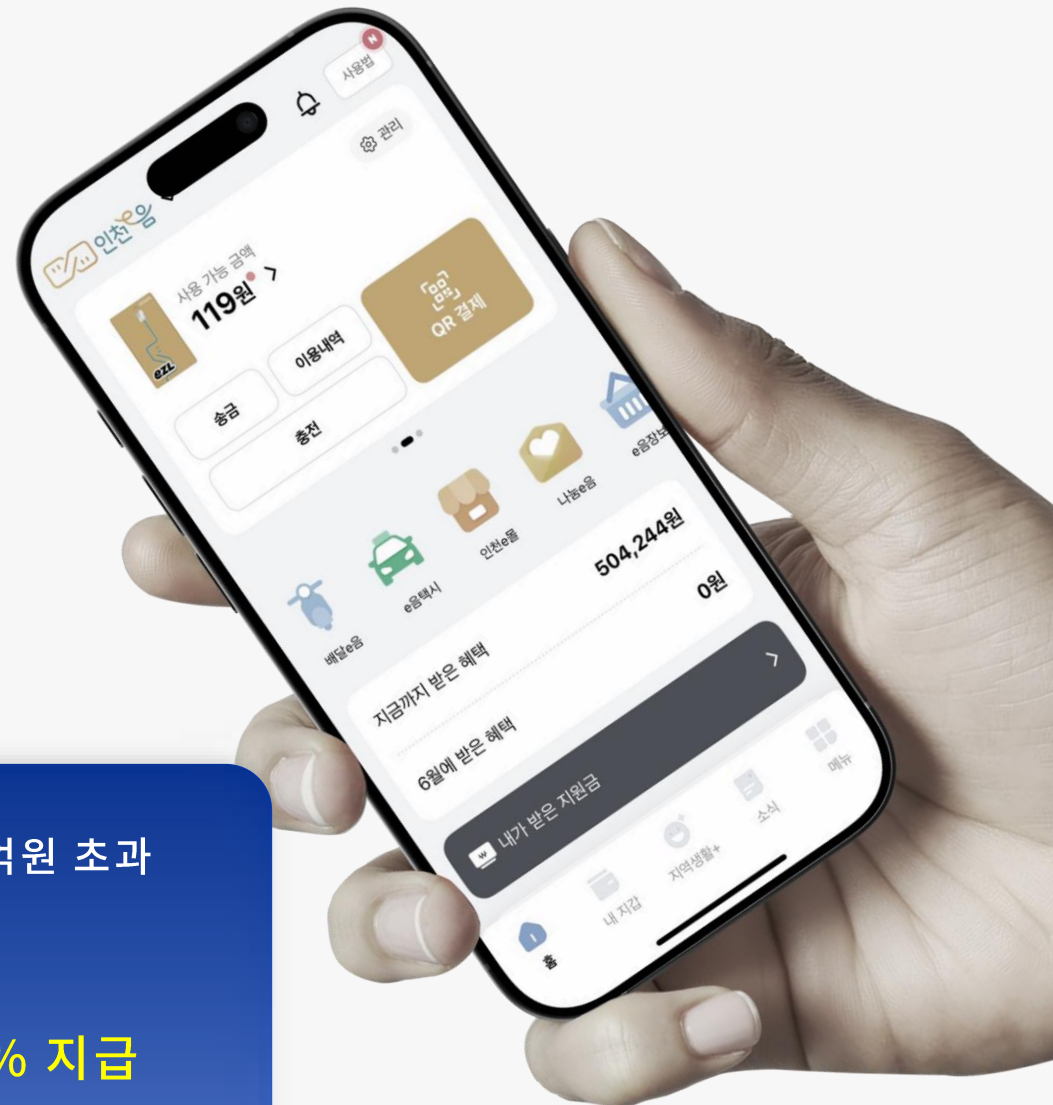 사용법
N
관리
인천e음
사용 가능 금액
119원
ezL
QR 결제
송금
이용내역
충전
배달e음
e음택시
인천e몰
나눔e음
e음장보
지금까지 받은 혜택
504,244원
6월에 받은 혜택
0원
내가 받은 지원금
홈
내 지갑
지역생활+
소식
메뉴
억원 초과
% 지급